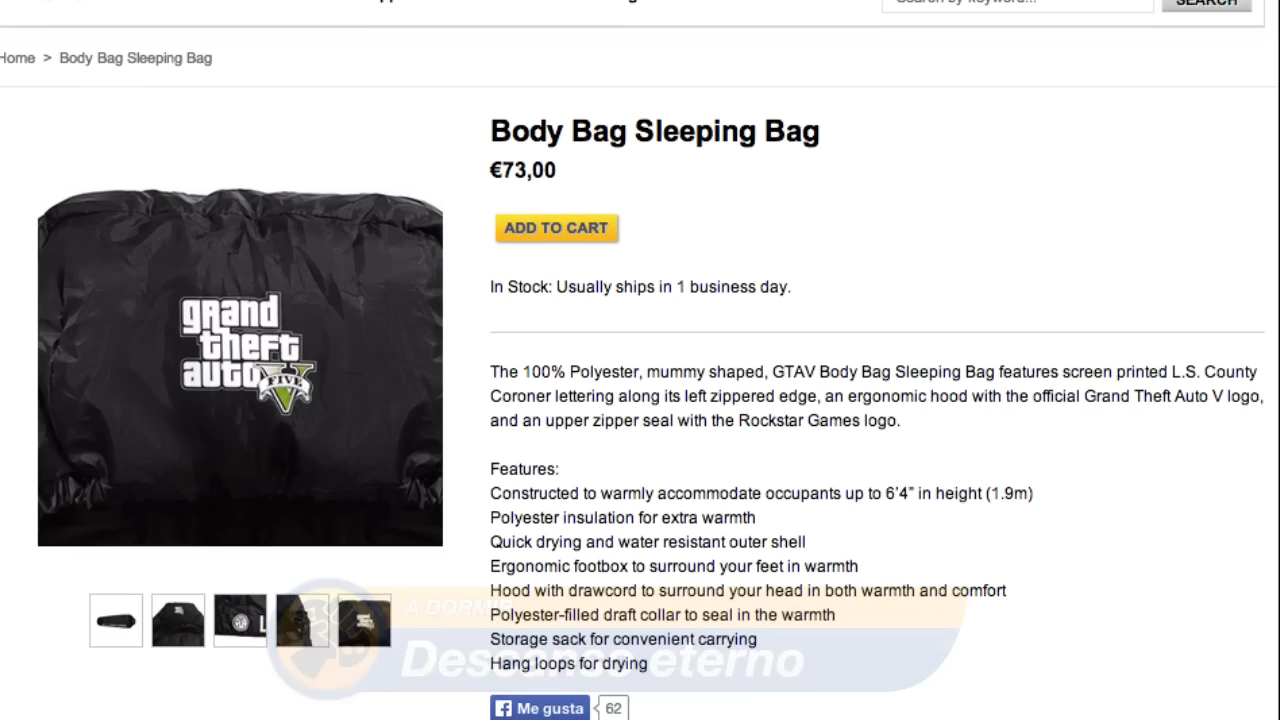 SEARCH
Home > Body Bag Sleeping Bag
Body Bag Sleeping Bag
€73,00
ADD TO CART
In Stock: Usually ships in 1 business day.
grand
theft
auto V
FIVE
The 100% Polyester, mummy shaped, GTAV Body Bag Sleeping Bag features screen printed L.S. County
Coroner lettering along its left zippered edge, an ergonomic hood with the official Grand Theft Auto V logo,
and an upper zipper seal with the Rockstar Games logo.
Features:
Constructed to warmly accommodate occupants up to 6'4” in height (1.9m)
Polyester insulation for extra warmth
Quick drying and water resistant outer shell
Ergonomic footbox to surround your feet in warmth
Hood with drawcord to surround your head in both warmth and comfort
Polyester-filled draft collar to seal in the warmth
Storage sack for convenient carrying
Hang loops for drying
A DORMIR
Descanso eterno
Me gusta 62